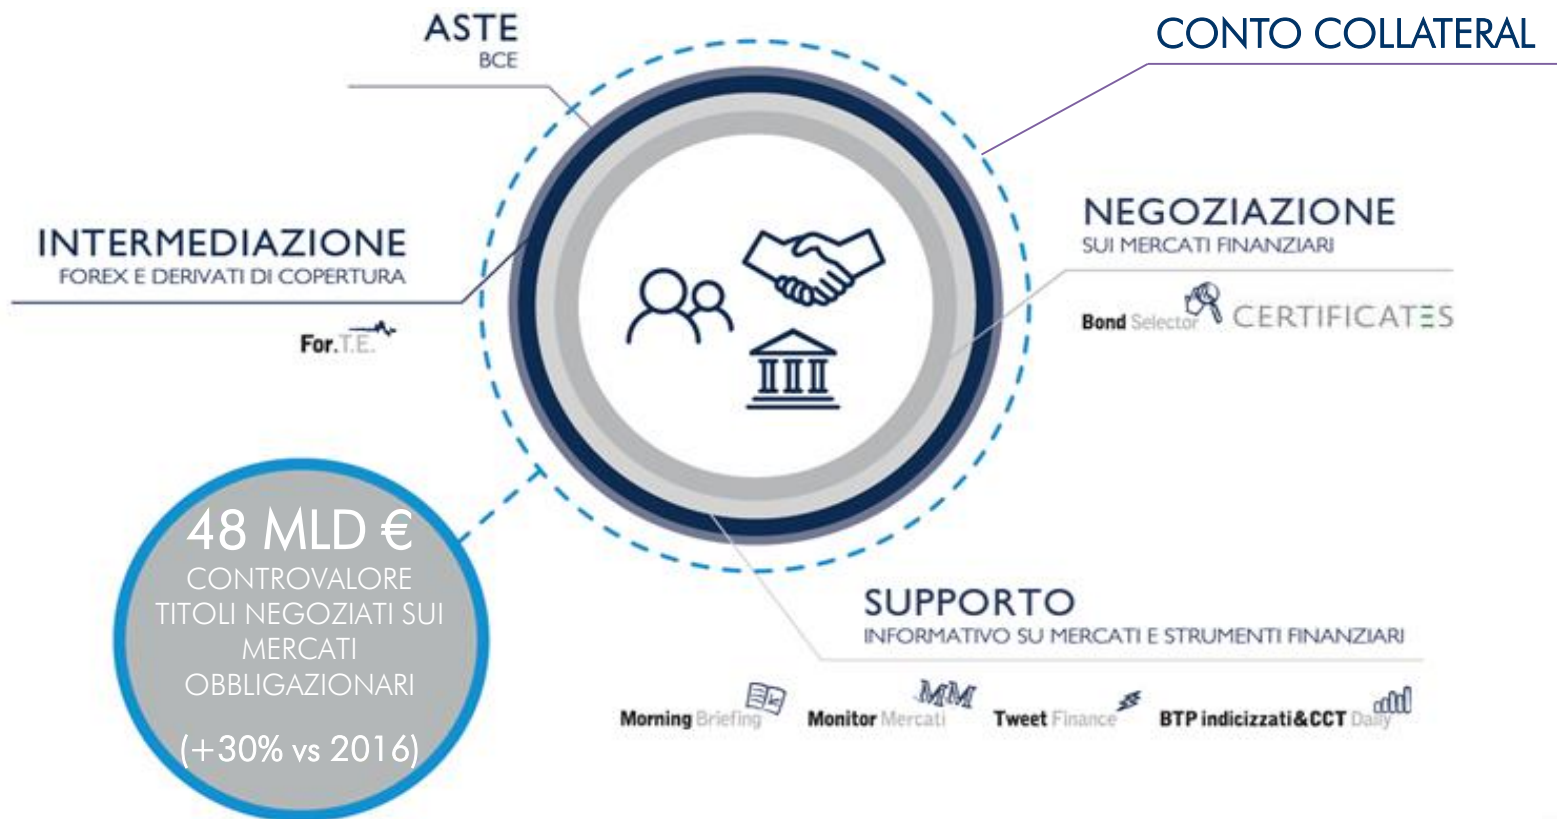 ASTE
BCE
CONTO COLLATERAL
INTERMEDIAZIONE
FOREX E DERIVATI DI COPERTURA
For.T.E.
NEGOZIAZIONE
SUI MERCATI FINANZIARI
Bond Selector
CERTIFICATES
48 MLD €
CONTROVALORE
TITOLI NEGOZIATI SUI
MERCATI
OBBLIGAZIONARI
(+30% vs 2016)
SUPPORTO
INFORMATIVO SU MERCATI E STRUMENTI FINANZIARI
Morning Briefing
Monitor Mercati
MM
Tweet Finance
BTP indicizzati&CCT Daily